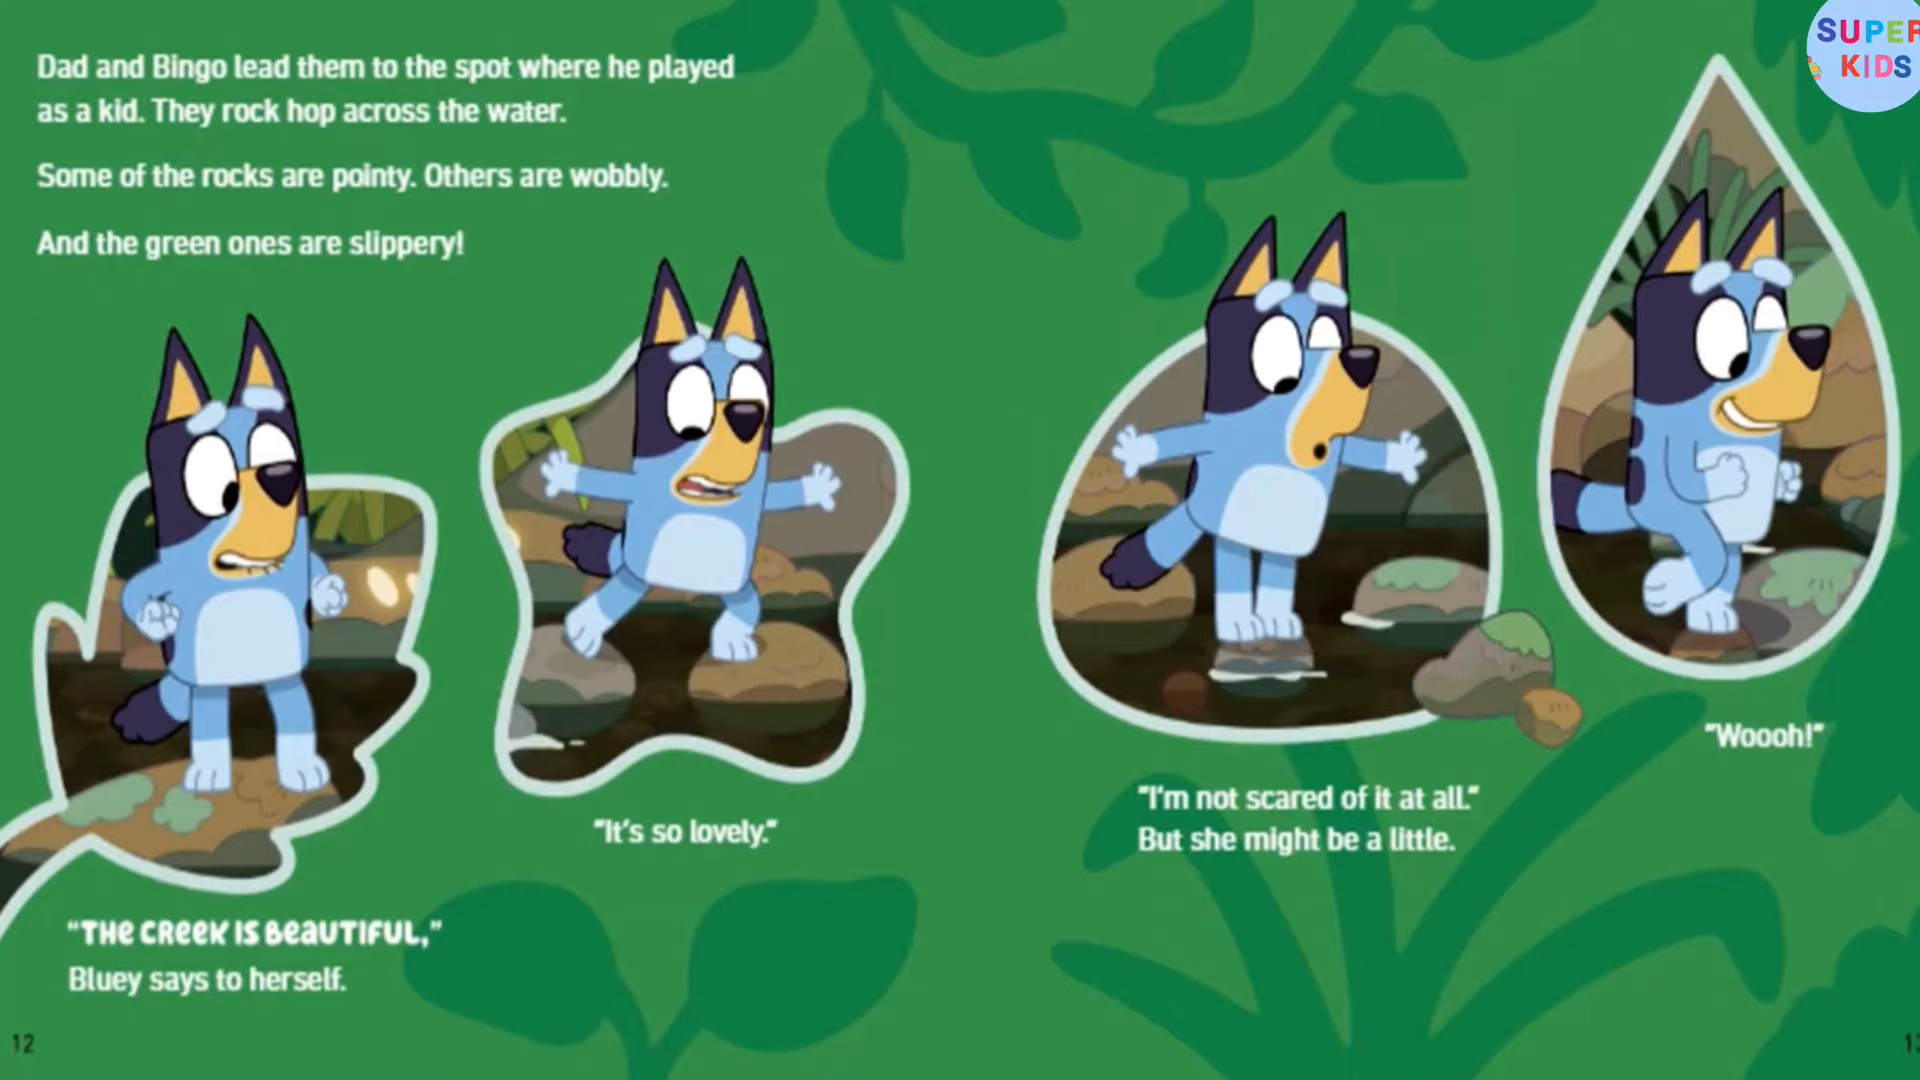 Dad and Bingo lead them to the spot where he played
as a kid. They rock hop across the water.
Some of the rocks are pointy. Others are wobbly.
And the green ones are slippery!
"THE CREEK IS BEAUTIFUL,"
Bluey says to herself.
"It's so lovely."
"I'm not scared of it at all."
But she might be a little.
"Woooh!"
12
SUPER
KIDS